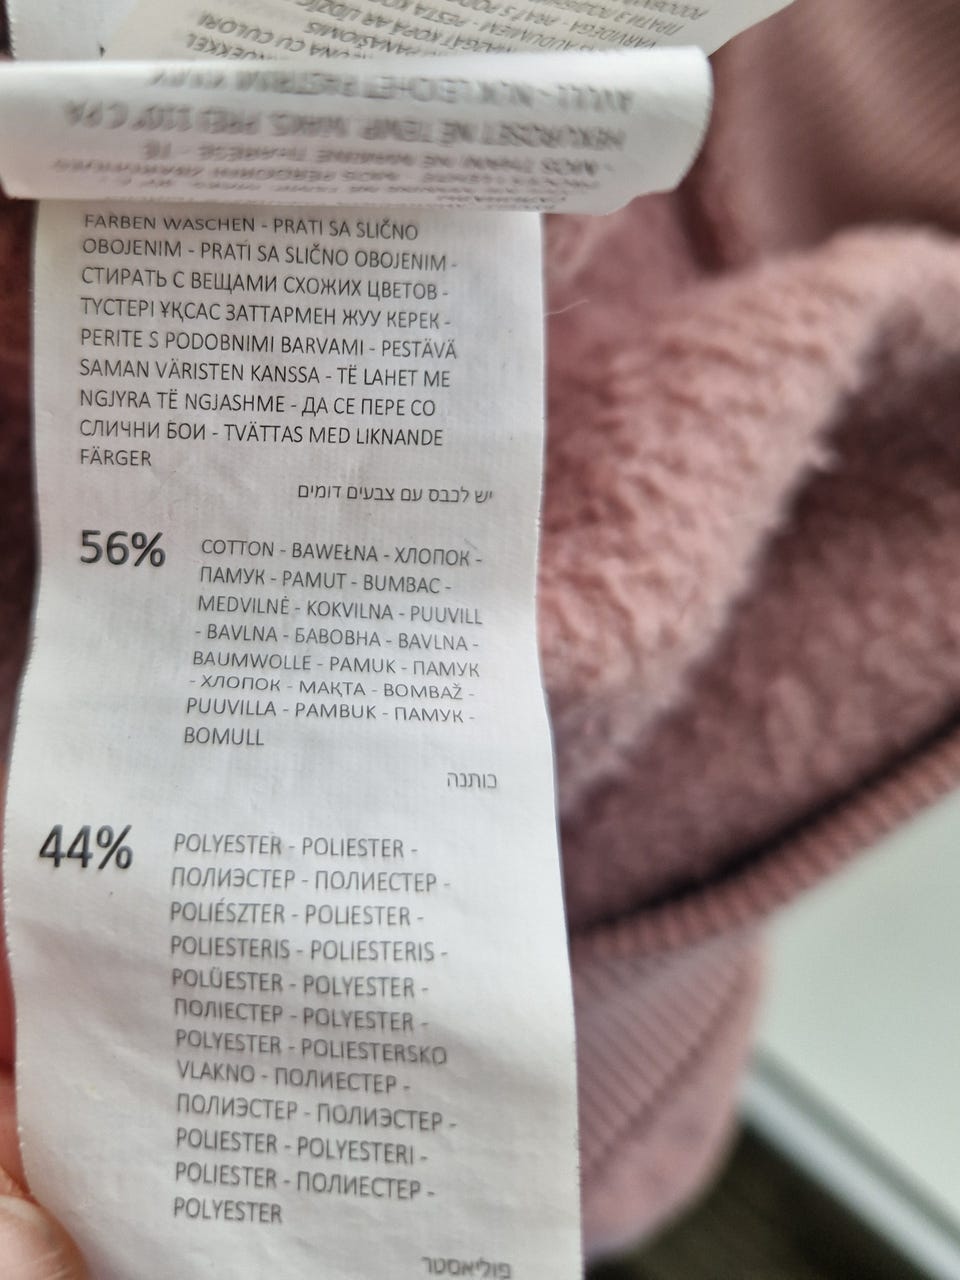 FARBEN WASCHEN - PRATI SA SLIČNO
OBOJENIM - PRATI SA SLIČNO OBOJENIM -
СТИРАТЬ С ВЕЩАМИ СХОЖИХ ЦВЕТОВ -
ТҮСТЕРІ ҰҚСАС ЗАТТАРМЕН ЖУУ КЕРЕК -
PERITE S PODOBNIMI BARVAMI - PESTÄVÄ
SAMAN VÄRISTEN KANSSA - TË LAHET ME
NGJYRA TË NGJASHME - ДА СЕ ПЕРЕ СО
СЛИЧНИ БОИ - TVÄTTAS MED LIKNANDE
FÄRGER
יש לכבס עם צבעים דומים
56%
COTTON - BAWEŁNA - ХЛОПОК -
ПАМУК - PAMUT - BUMBAC -
MEDVILNĖ - KOKVILNA - PUUVILL
- BAVLNA - БАВОВНА - BAVLNA -
BAUMWOLLE - PAMUK - ПАМУК
- ХЛОПОК - МАҚТА - BOMBAŽ -
PUUVILLA - PAMBUK - ПАМУК -
BOMULL
כותנה
44%
POLYESTER - POLIESTER -
ПОЛИЭСТЕР - ПОЛИЕСТЕР -
POLIÉSZTER - POLIESTER -
POLIESTERIS - POLIESTERIS -
POLÜESTER - POLYESTER -
ПОЛІЕСТЕР - POLYESTER -
POLYESTER - POLIESTERSKO
VLAKNO - ПОЛИЕСТЕР -
ПОЛИЭСТЕР - ПОЛИЭСТЕР -
POLIESTER - POLYESTERI -
POLIESTER - ПОЛИЕСТЕР -
POLYESTER
פוליאסטר